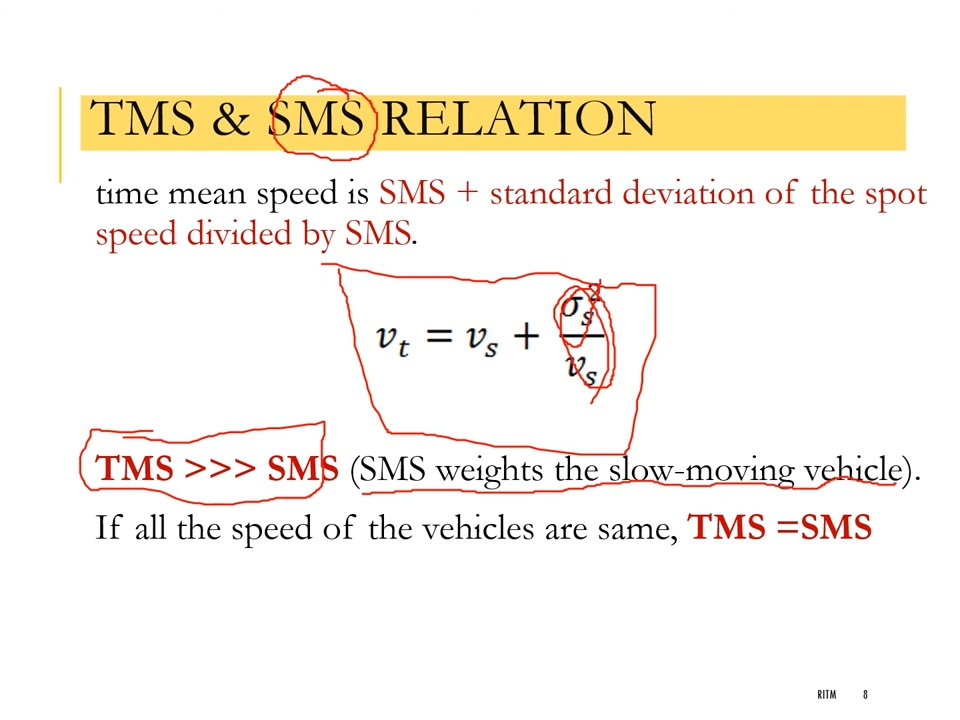 TMS & SMS RELATION
time mean speed is SMS + standard deviation of the spot
speed divided by SMS.
v_t = v_s + σ_s^2 / v_s
TMS >>> SMS (SMS weights the slow-moving vehicle).
If all the speed of the vehicles are same, TMS =SMS
RITM 8